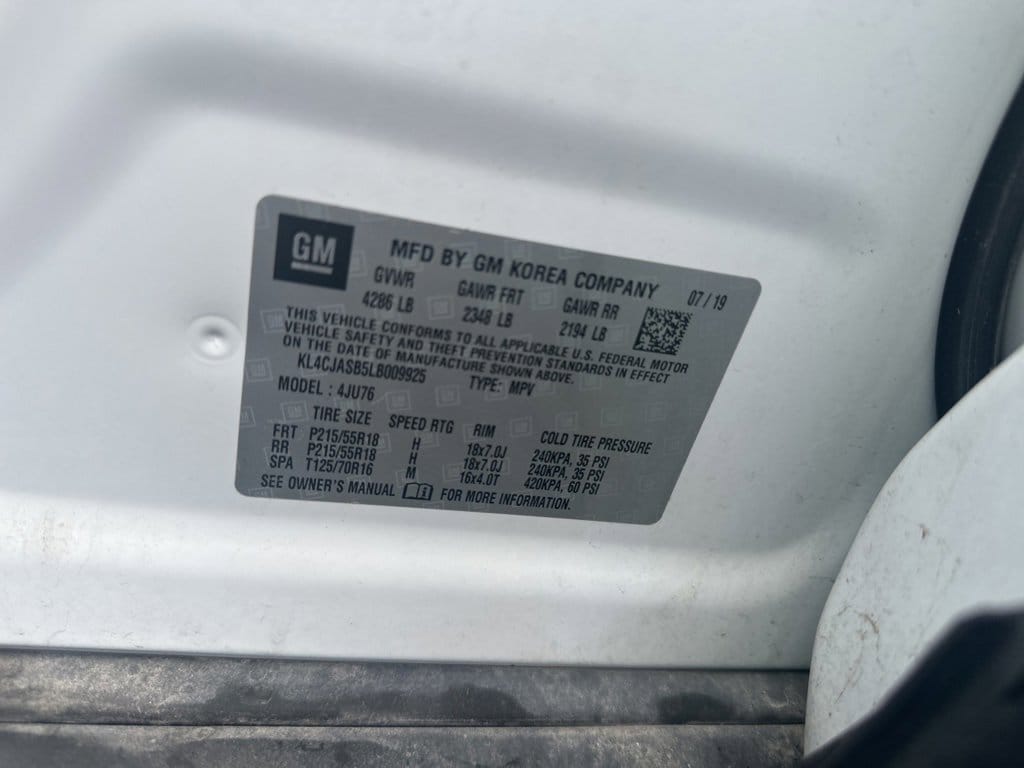 GM
MFD BY GM KOREA COMPANY 07 / 19
GVWR GAWR FRT GAWR RR
4286 LB 2348 LB 2194 LB
THIS VEHICLE CONFORMS TO ALL APPLICABLE U.S. FEDERAL MOTOR
VEHICLE SAFETY AND THEFT PREVENTION STANDARDS IN EFFECT
ON THE DATE OF MANUFACTURE SHOWN ABOVE.
KL4CJASB5LB009925 TYPE: MPV
MODEL : 4JU76
TIRE SIZE SPEED RTG RIM COLD TIRE PRESSURE
FRT P215/55R18 H 18x7.0J 240KPA, 35 PSI
RR P215/55R18 H 18x7.0J 240KPA, 35 PSI
SPA T125/70R16 M 16x4.0T 420KPA, 60 PSI
SEE OWNER'S MANUAL FOR MORE INFORMATION.